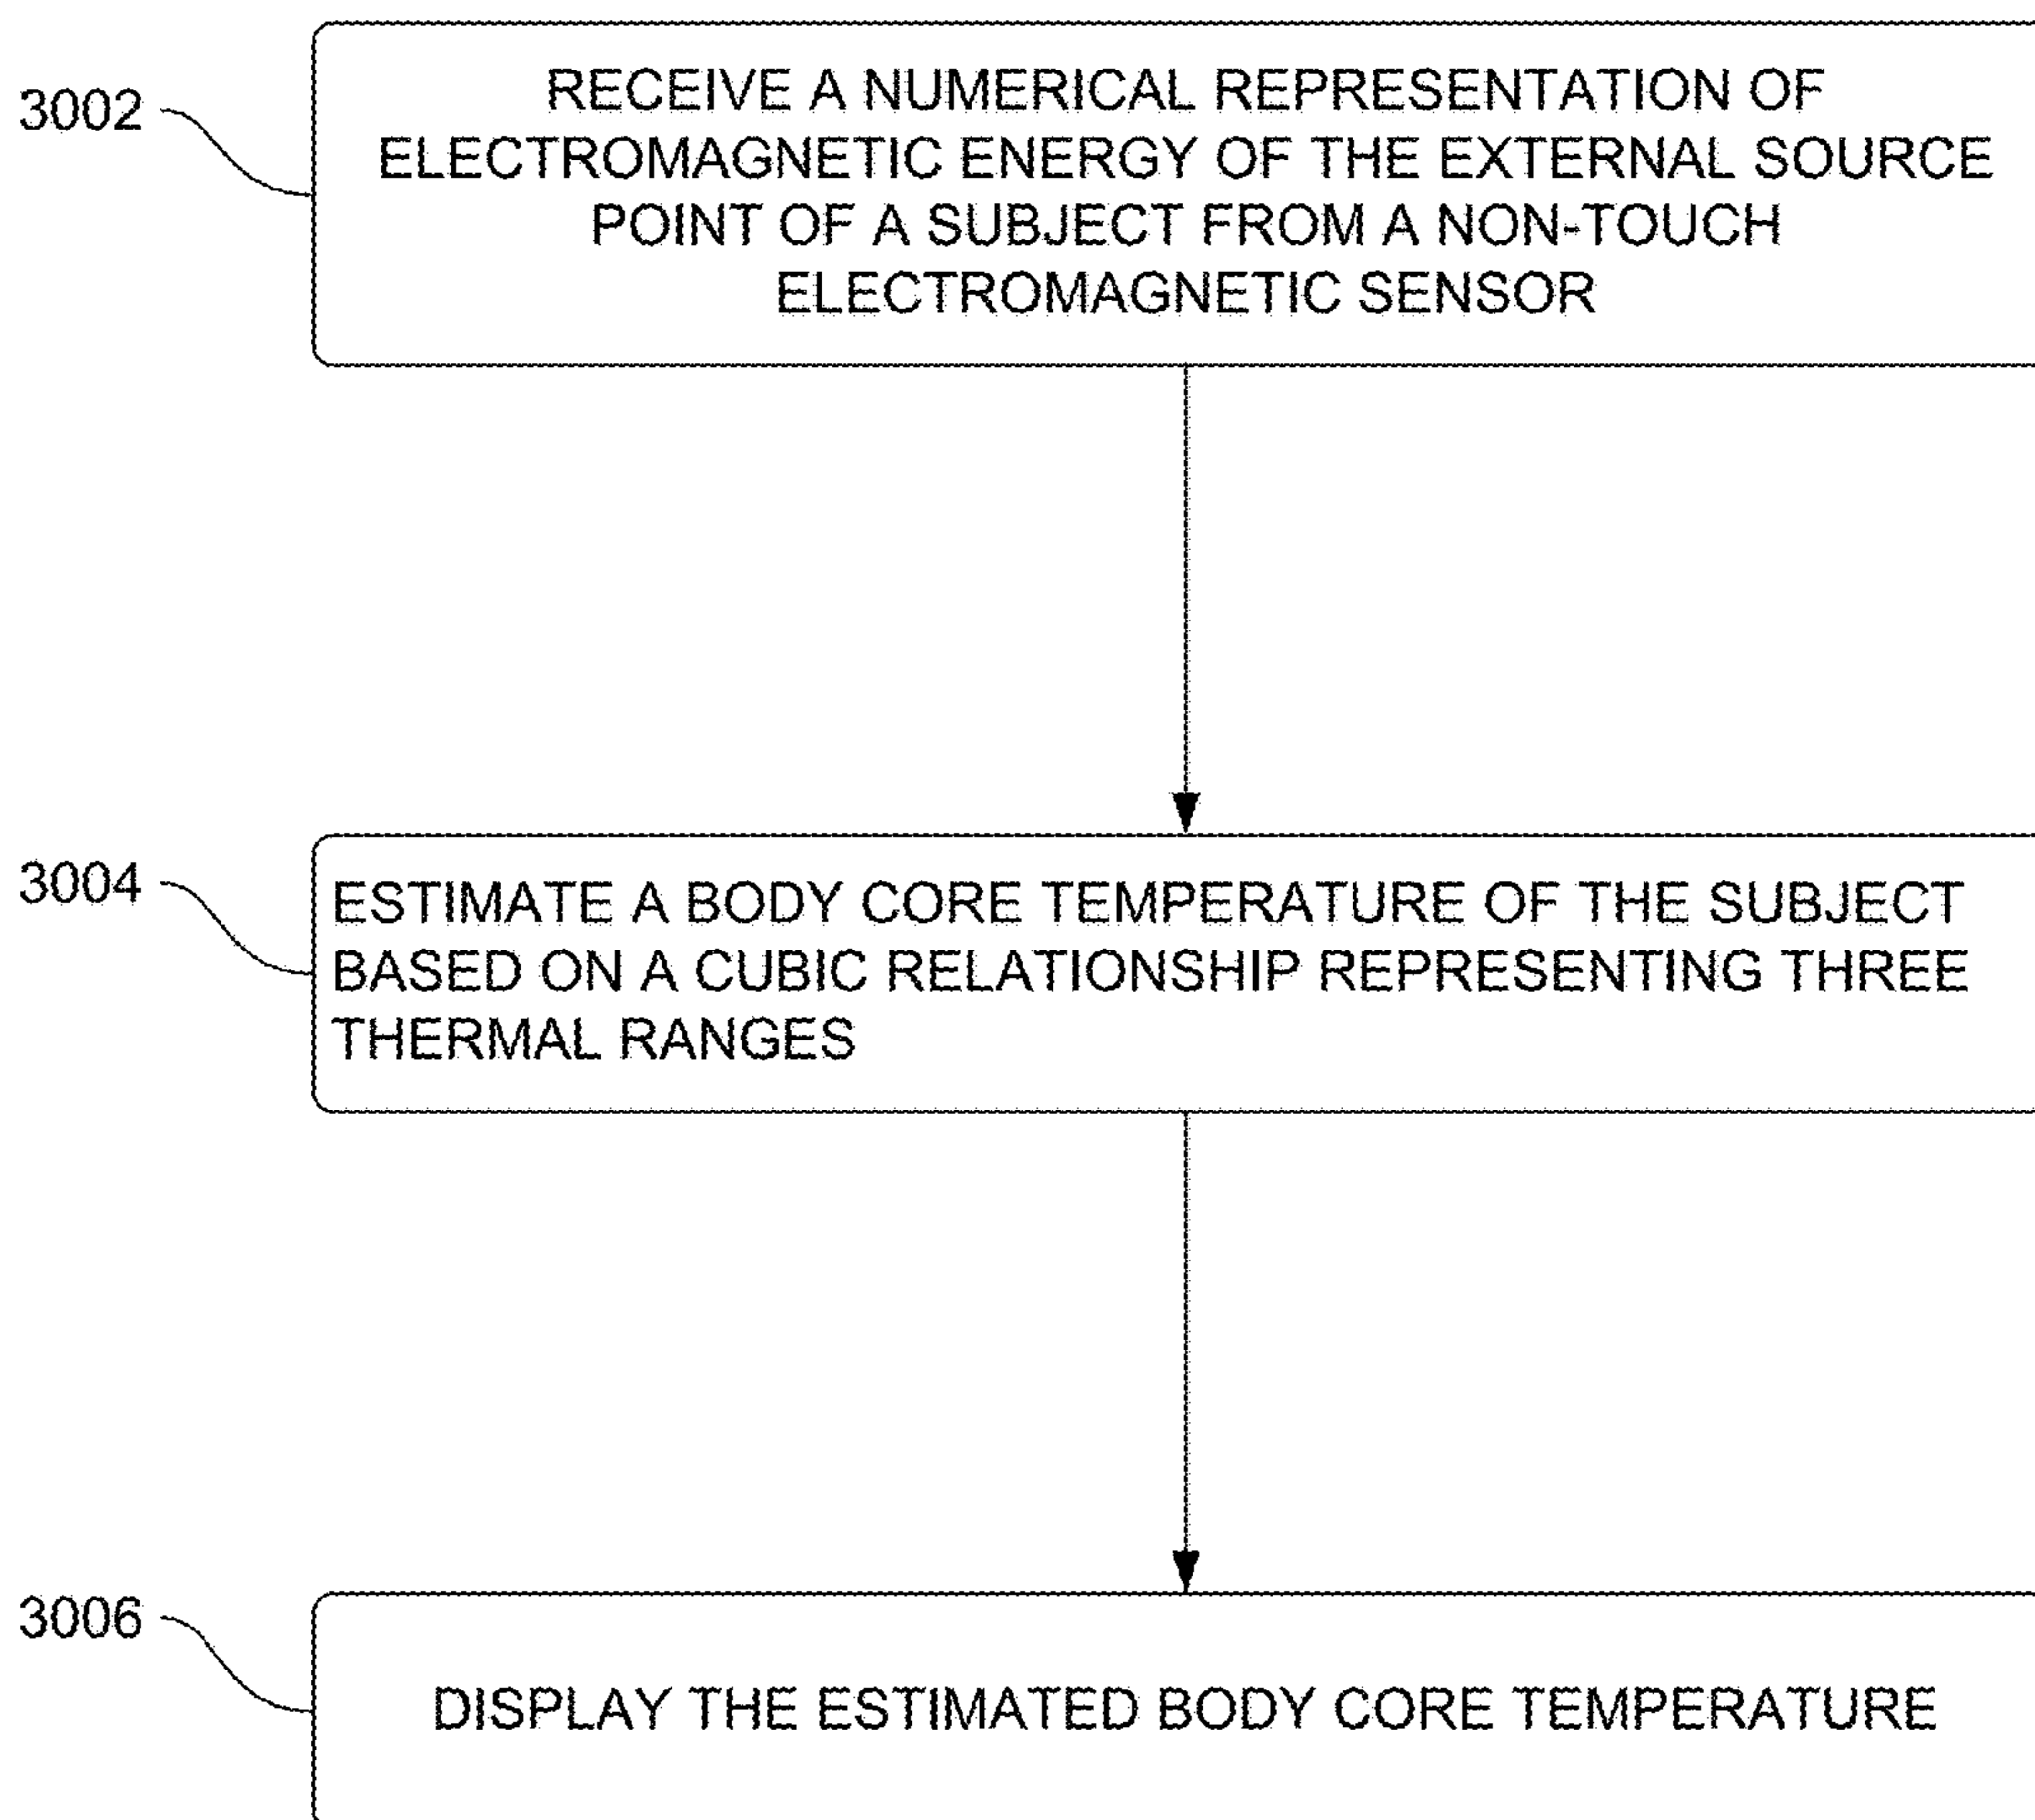 3002
RECEIVE A NUMERICAL REPRESENTATION OF
ELECTROMAGNETIC ENERGY OF THE EXTERNAL SOURCE
POINT OF A SUBJECT FROM A NON-TOUCH
ELECTROMAGNETIC SENSOR
3004
ESTIMATE A BODY CORE TEMPERATURE OF THE SUBJECT
BASED ON A CUBIC RELATIONSHIP REPRESENTING THREE
THERMAL RANGES
3006
DISPLAY THE ESTIMATED BODY CORE TEMPERATURE